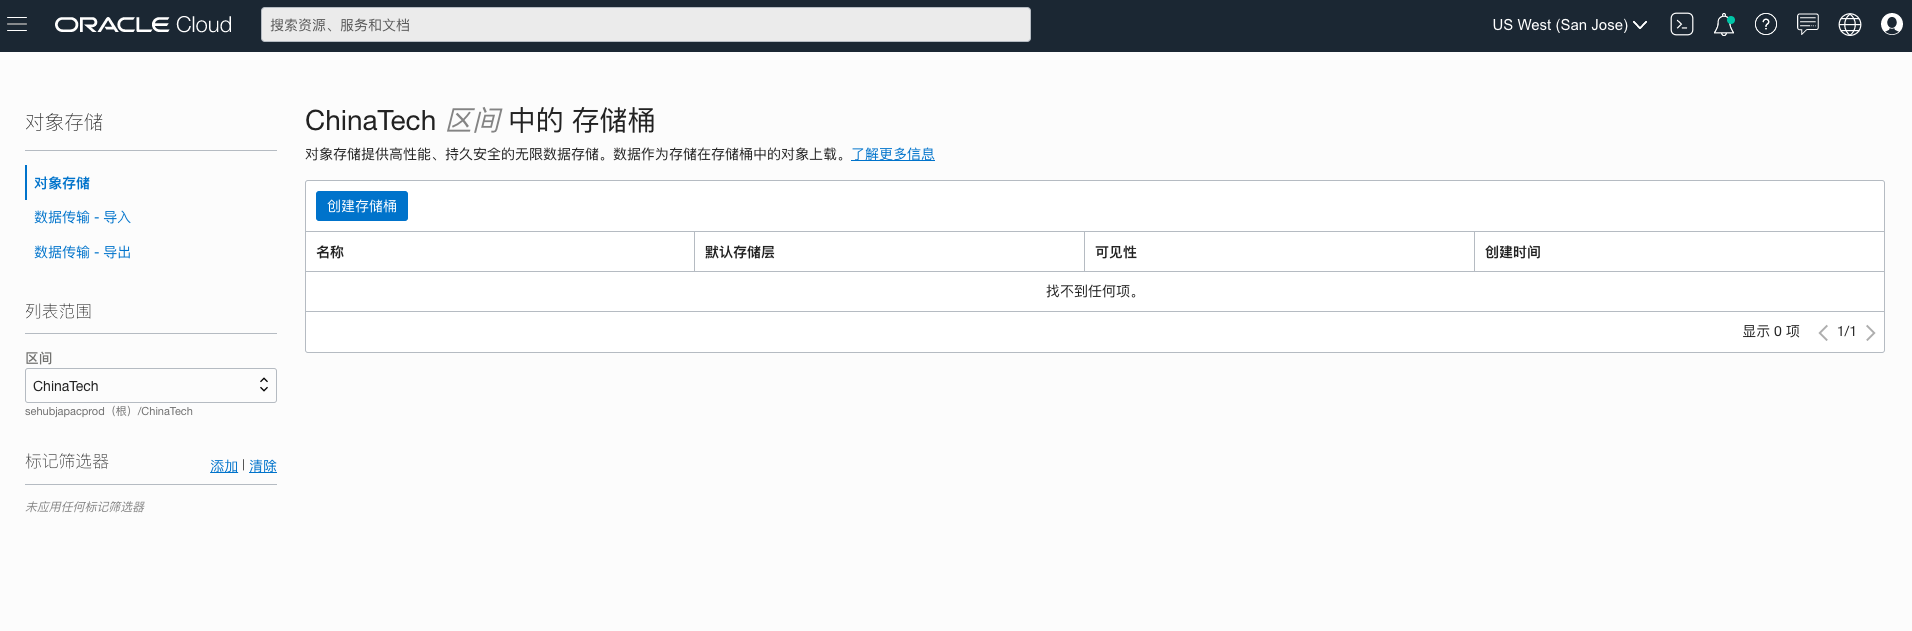 ORACLE Cloud
搜索资源、服务和文档
US West (San Jose)
对象存储
对象存储
数据传输 - 导入
数据传输 - 导出
列表范围
区间
ChinaTech
sehubjapacprod（根）/ChinaTech
标记筛选器
添加 | 清除
未应用任何标记筛选器
ChinaTech 区间 中的 存储桶
对象存储提供高性能、持久安全的无限数据存储。数据作为存储在存储桶中的对象上载。了解更多信息
创建存储桶
名称 默认存储层 可见性 创建时间
找不到任何项。
显示 0 项 1/1